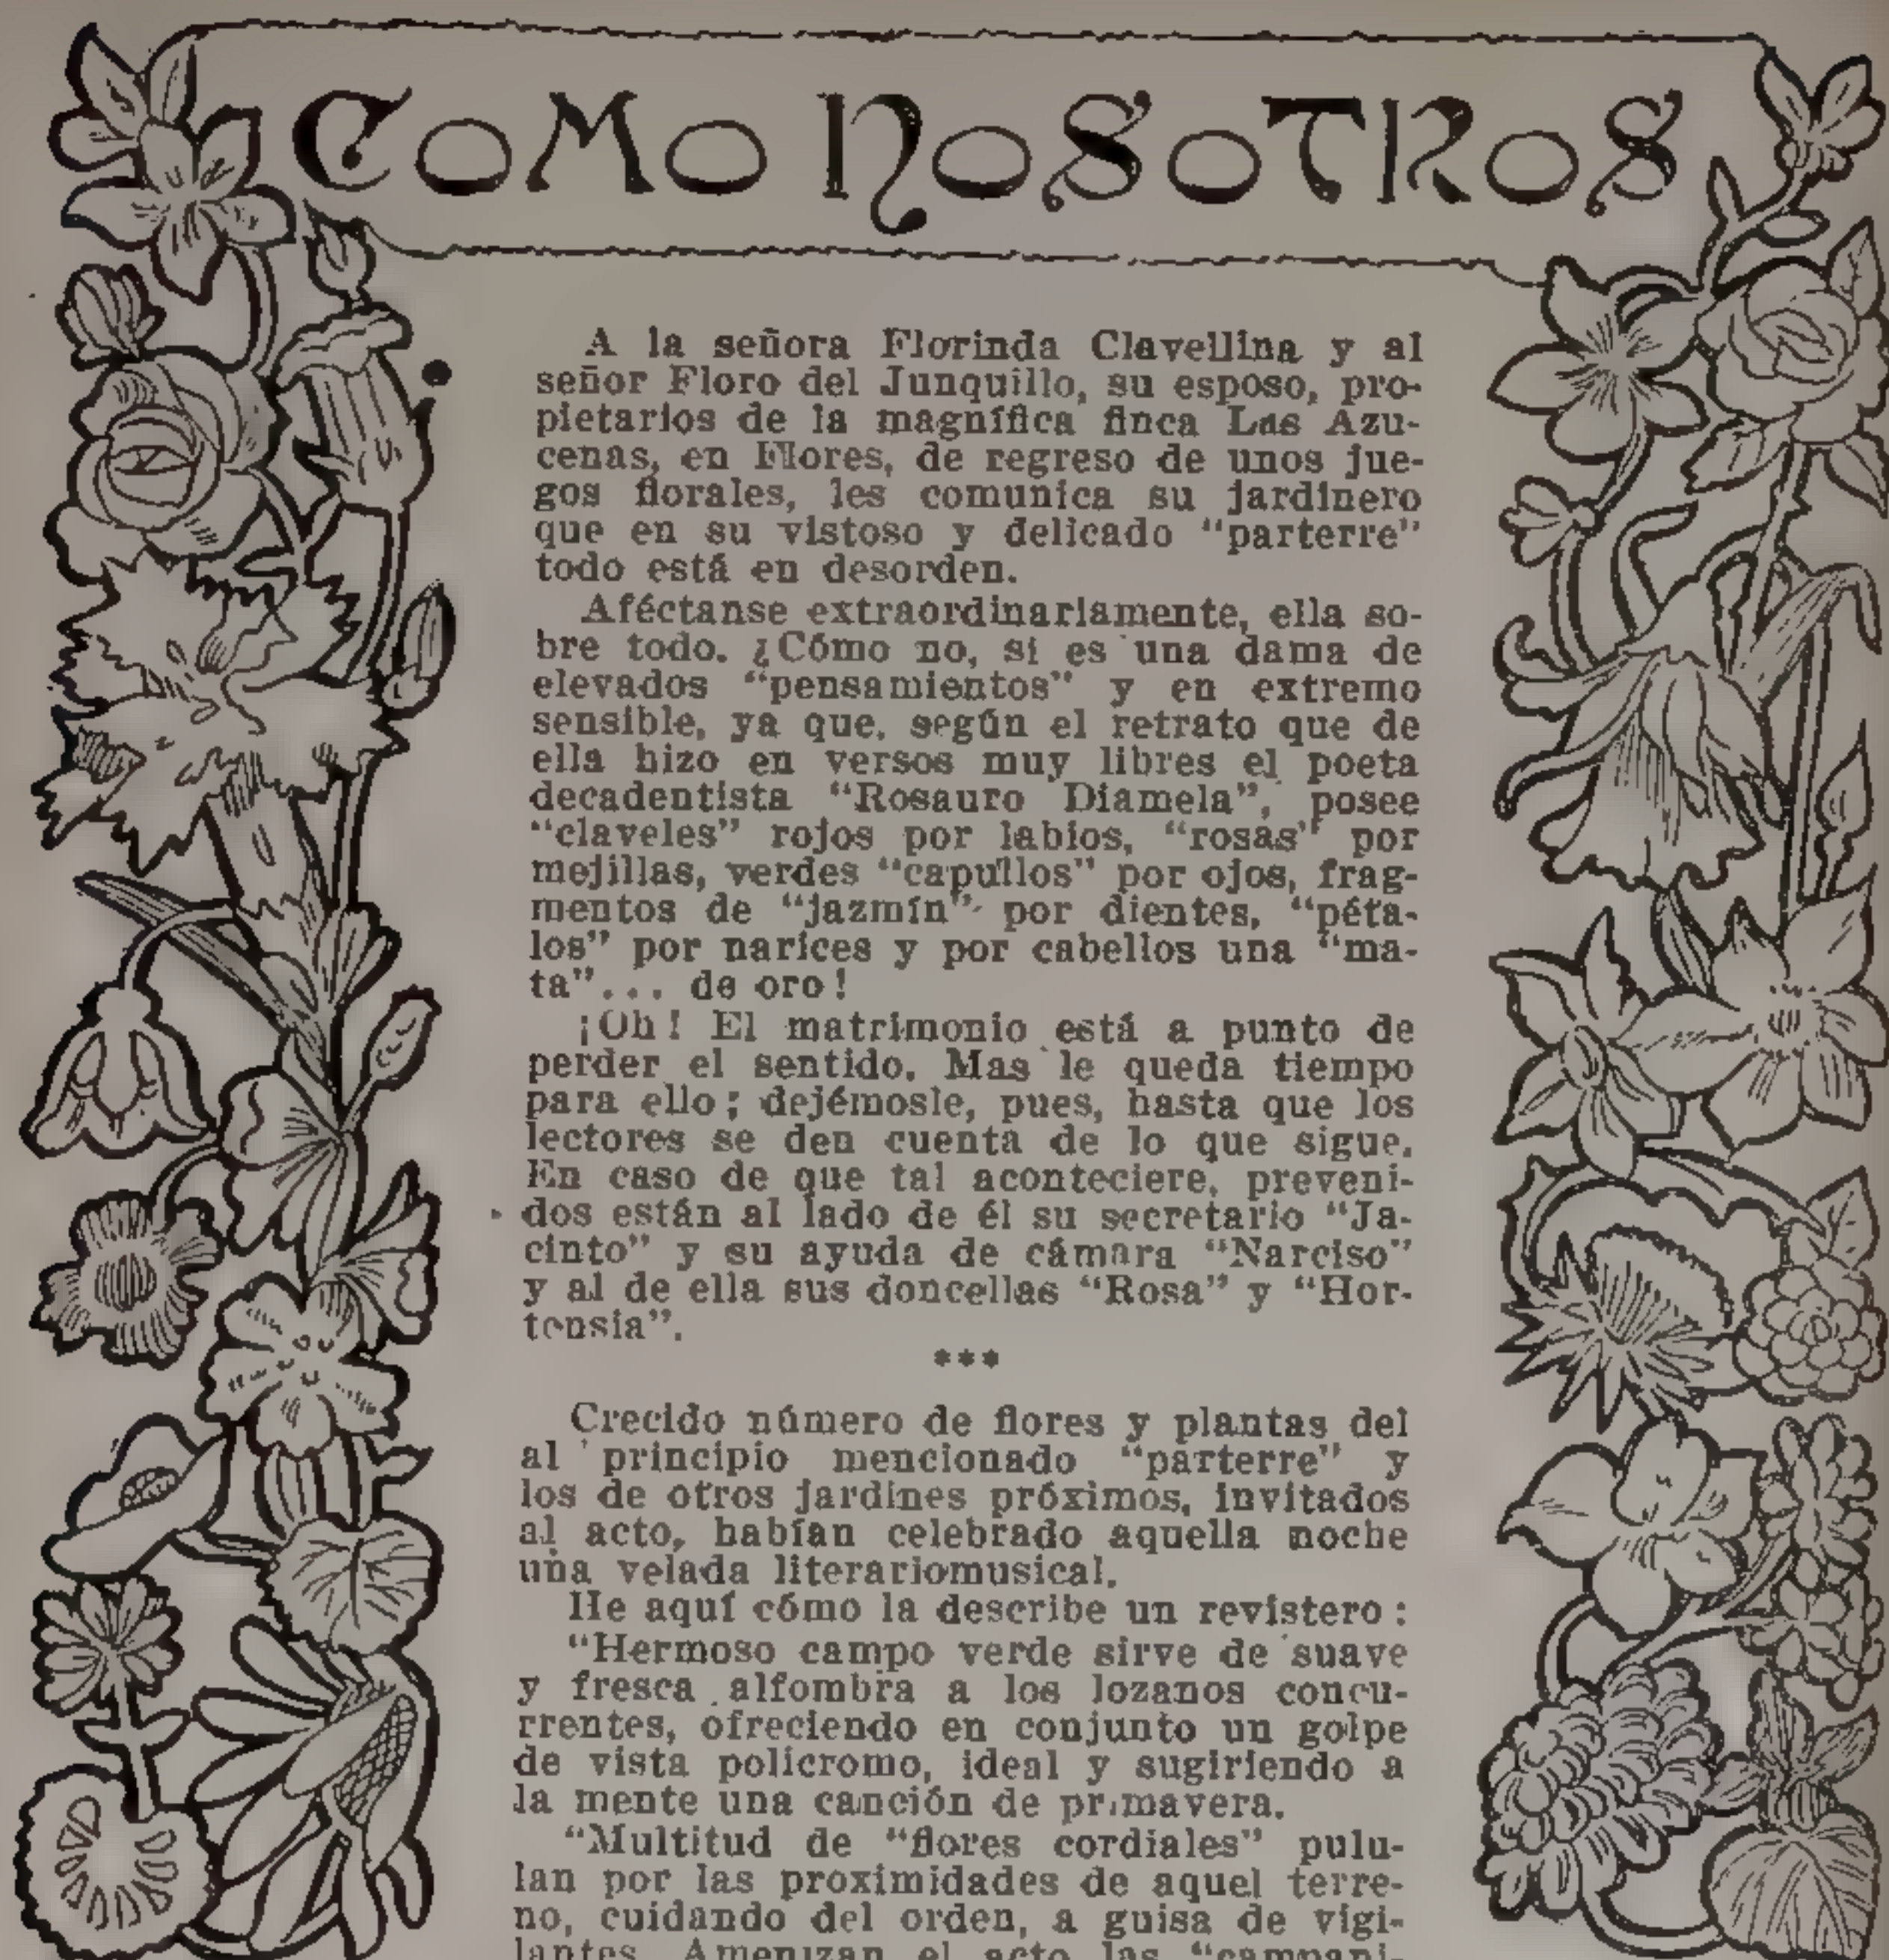 COMO NOSOTROS
A la señora Florinda Clavellina y al
señor Floro del Junquillo, su esposo, pro-
pietarios de la magnífica finca Las Azu-
cenas, en Flores, de regreso de unos jue-
gos florales, les comunica su jardinero
que en su vistoso y delicado “parterre”
todo está en desorden.
Aféctanse extraordinariamente, ella so-
bre todo. ¿Cómo no, si es una dama de
elevados “pensamientos” y en extremo
sensible, ya que, según el retrato que de
ella hizo en versos muy libres el poeta
decadentista “Rosauro Diamela”, posee
“claveles” rojos por labios, “rosas” por
mejillas, verdes “capullos” por ojos, frag-
mentos de “jazmín” por dientes, “péta-
los” por narices y por cabellos una “ma-
ta”... de oro!
¡Oh! El matrimonio está a punto de
perder el sentido. Mas le queda tiempo
para ello; dejémosle, pues, hasta que los
lectores se den cuenta de lo que sigue.
En caso de que tal aconteciere, preveni-
dos están al lado de él su secretario “Ja-
cinto” y su ayuda de cámara “Narciso”
y al de ella sus doncellas “Rosa” y “Hor-
tensia”.
***
Crecido número de flores y plantas del
al principio mencionado “parterre” y
los de otros jardines próximos, invitados
al acto, habían celebrado aquella noche
una velada literariomusical.
He aquí cómo la describe un revistero:
“Hermoso campo verde sirve de suave
y fresca alfombra a los lozanos concu-
rrentes, ofreciendo en conjunto un golpe
de vista polícromo, ideal y sugiriendo a
la mente una canción de primavera.
“Multitud de “flores cordiales” pulu-
lan por las proximidades de aquel terre-
no, cuidando del orden, a guisa de vigi-
lantes. Amenizan el acto las “campani-